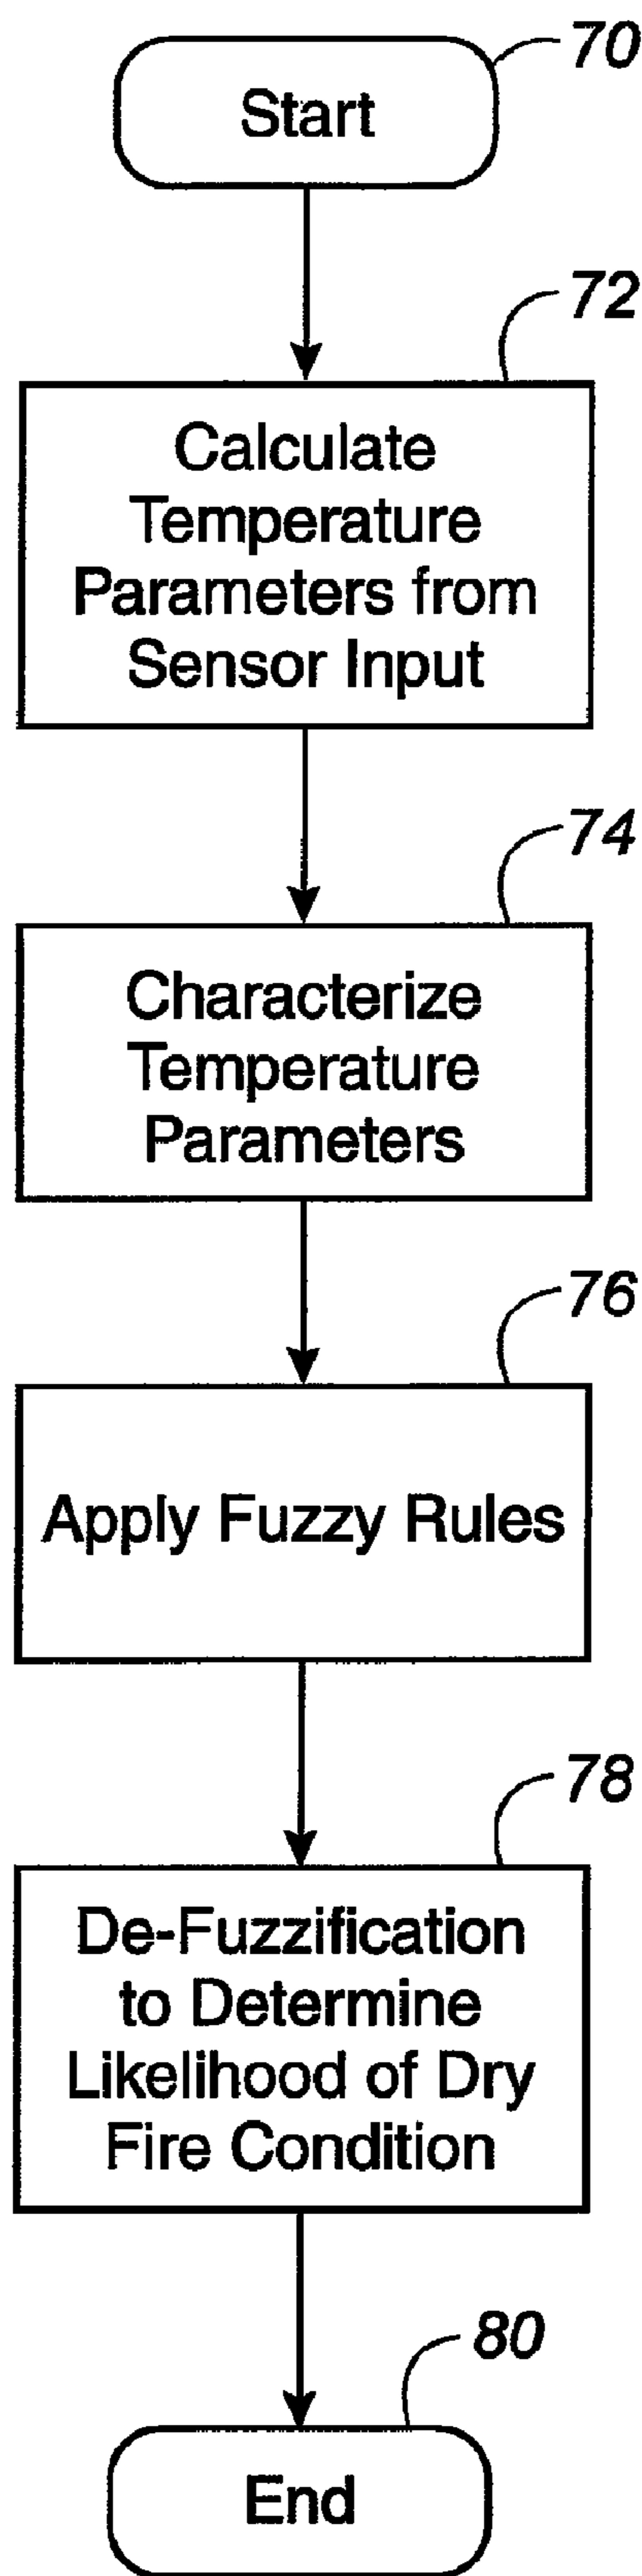 70
Start
72
Calculate
Temperature
Parameters from
Sensor Input
74
Characterize
Temperature
Parameters
76
Apply Fuzzy Rules
78
De-Fuzzification
to Determine
Likelihood of Dry
Fire Condition
80
End